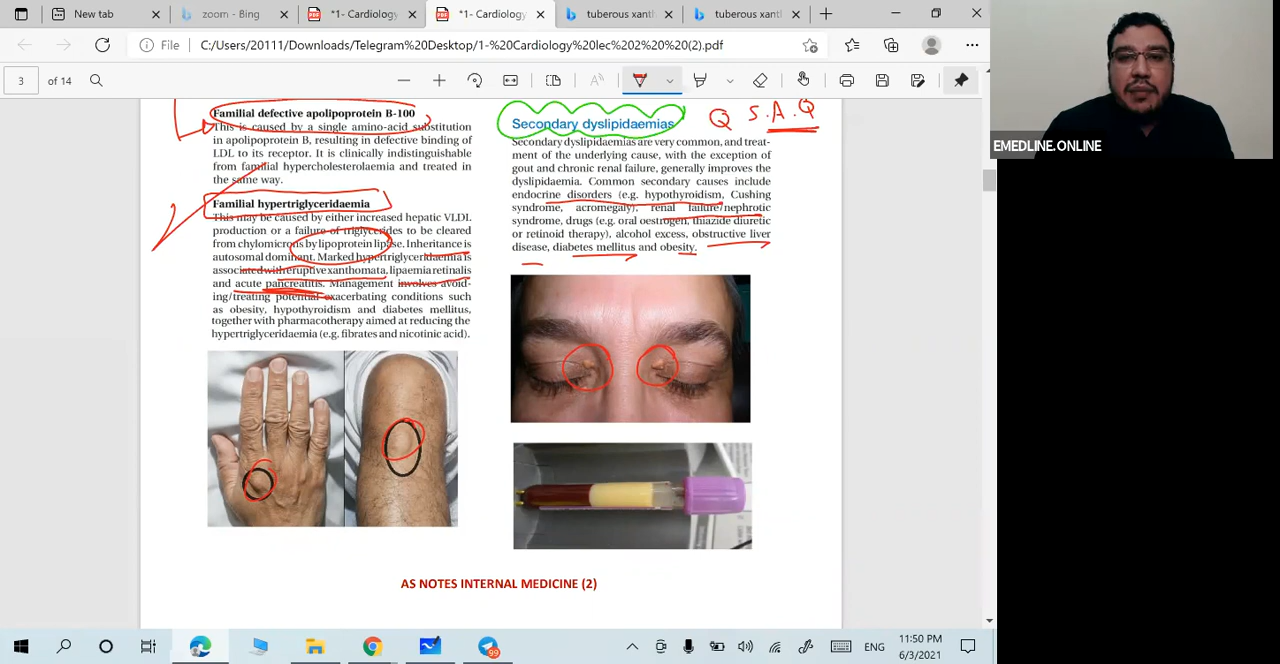 New tab
zoom - Bing
*1- Cardiology
*1- Cardiology
tuberous xanth
tuberous xanth
File
C:/Users/20111/Downloads/Telegram%20Desktop/1-%20Cardiology%20lec%202%20%20(2).pdf
3 of 14
Familial defective apolipoprotein B-100
This is caused by a single amino-acid substitution
in apolipoprotein B, resulting in defective binding of
LDL to its receptor. It is clinically indistinguishable
from familial hypercholesterolaemia and treated in
the same way.
Familial hypertriglyceridaemia
This may be caused by either increased hepatic VLDL
production or a failure of triglycerides to be cleared
from chylomicrons by lipoprotein lipase. Inheritance is
autosomal dominant. Marked hypertriglyceridaemia is
associated with eruptive xanthomata, lipaemia retinalis
and acute pancreatitis. Management involves avoid-
ing/treating potential exacerbating conditions such
as obesity, hypothyroidism and diabetes mellitus,
together with pharmacotherapy aimed at reducing the
hypertriglyceridaemia (e.g. fibrates and nicotinic acid).
Secondary dyslipidaemias
Q S.A.Q
Secondary dyslipidaemias are very common, and treat-
ment of the underlying cause, with the exception of
gout and chronic renal failure, generally improves the
dyslipidaemia. Common secondary causes include
endocrine disorders (e.g. hypothyroidism, Cushing
syndrome, acromegaly), renal failure/nephrotic
syndrome, drugs (e.g. oral oestrogen, thiazide diuretic
or retinoid therapy), alcohol excess, obstructive liver
disease, diabetes mellitus and obesity.
AS NOTES INTERNAL MEDICINE (2)
EMEDLINE.ONLINE
99
ENG
11:50 PM
6/3/2021